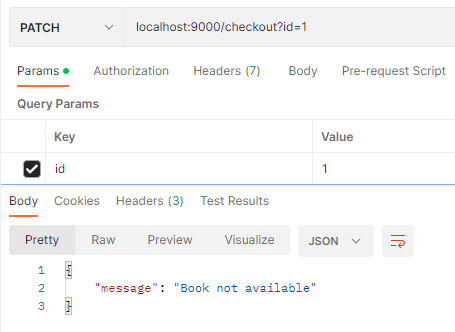 PATCH localhost:9000/checkout?id=1
Params Authorization Headers (7) Body Pre-request Script
Query Params
Key Value
id 1
Body Cookies Headers (3) Test Results
Pretty Raw Preview Visualize JSON
1 {
2 "message": "Book not available"
3 }